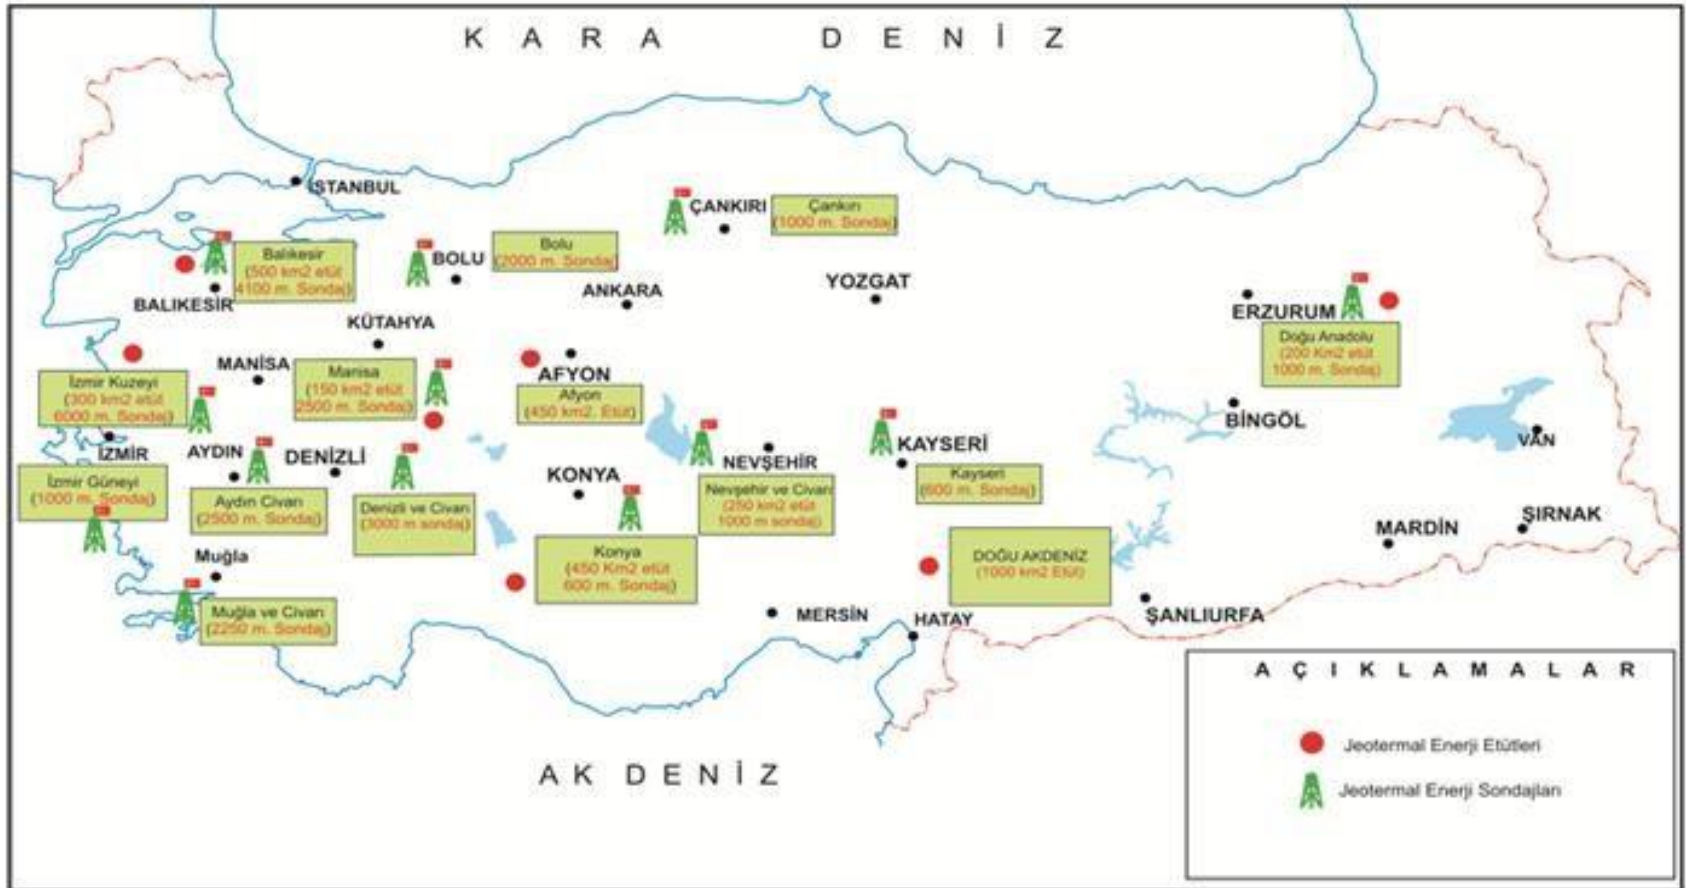 KARA DENİZ
İSTANBUL
ÇANKIRI
Çankırı
(1000 m. Sondaj)
Balıkesir
(500 km2 etüt
4100 m. Sondaj)
BALIKESİR
BOLU
Bolu
(2000 m. Sondaj)
ANKARA
YOZGAT
ERZURUM
Doğu Anadolu
(200 Km2 etüt
1000 m. Sondaj)
KÜTAHYA
MANİSA
Manisa
(150 km2 etüt
2500 m. Sondaj)
AFYON
Afyon
(450 km2. Etüt)
İzmir Kuzeyi
(300 km2 etüt
6000 m. Sondaj)
İZMİR
AYDIN
DENİZLİ
KONYA
NEVŞEHİR
KAYSERİ
BİNGÖL
VAN
İzmir Güneyi
(1000 m. Sondaj)
Aydın Civarı
(2500 m. Sondaj)
Denizli ve Civarı
(3000 m sondaj)
Nevşehir ve Civarı
(250 km2 etüt
1000 m sondaj)
Kayseri
(600 m. Sondaj)
MARDİN
ŞIRNAK
Muğla
Konya
(450 Km2 etüt
600 m. Sondaj)
DOĞU AKDENİZ
(1000 km2 Etüt)
Muğla ve Civarı
(2250 m. Sondaj)
MERSİN
HATAY
ŞANLIURFA
AK DENİZ
AÇIKLAMALAR
Jeotermal Enerji Etütleri
Jeotermal Enerji Sondajları